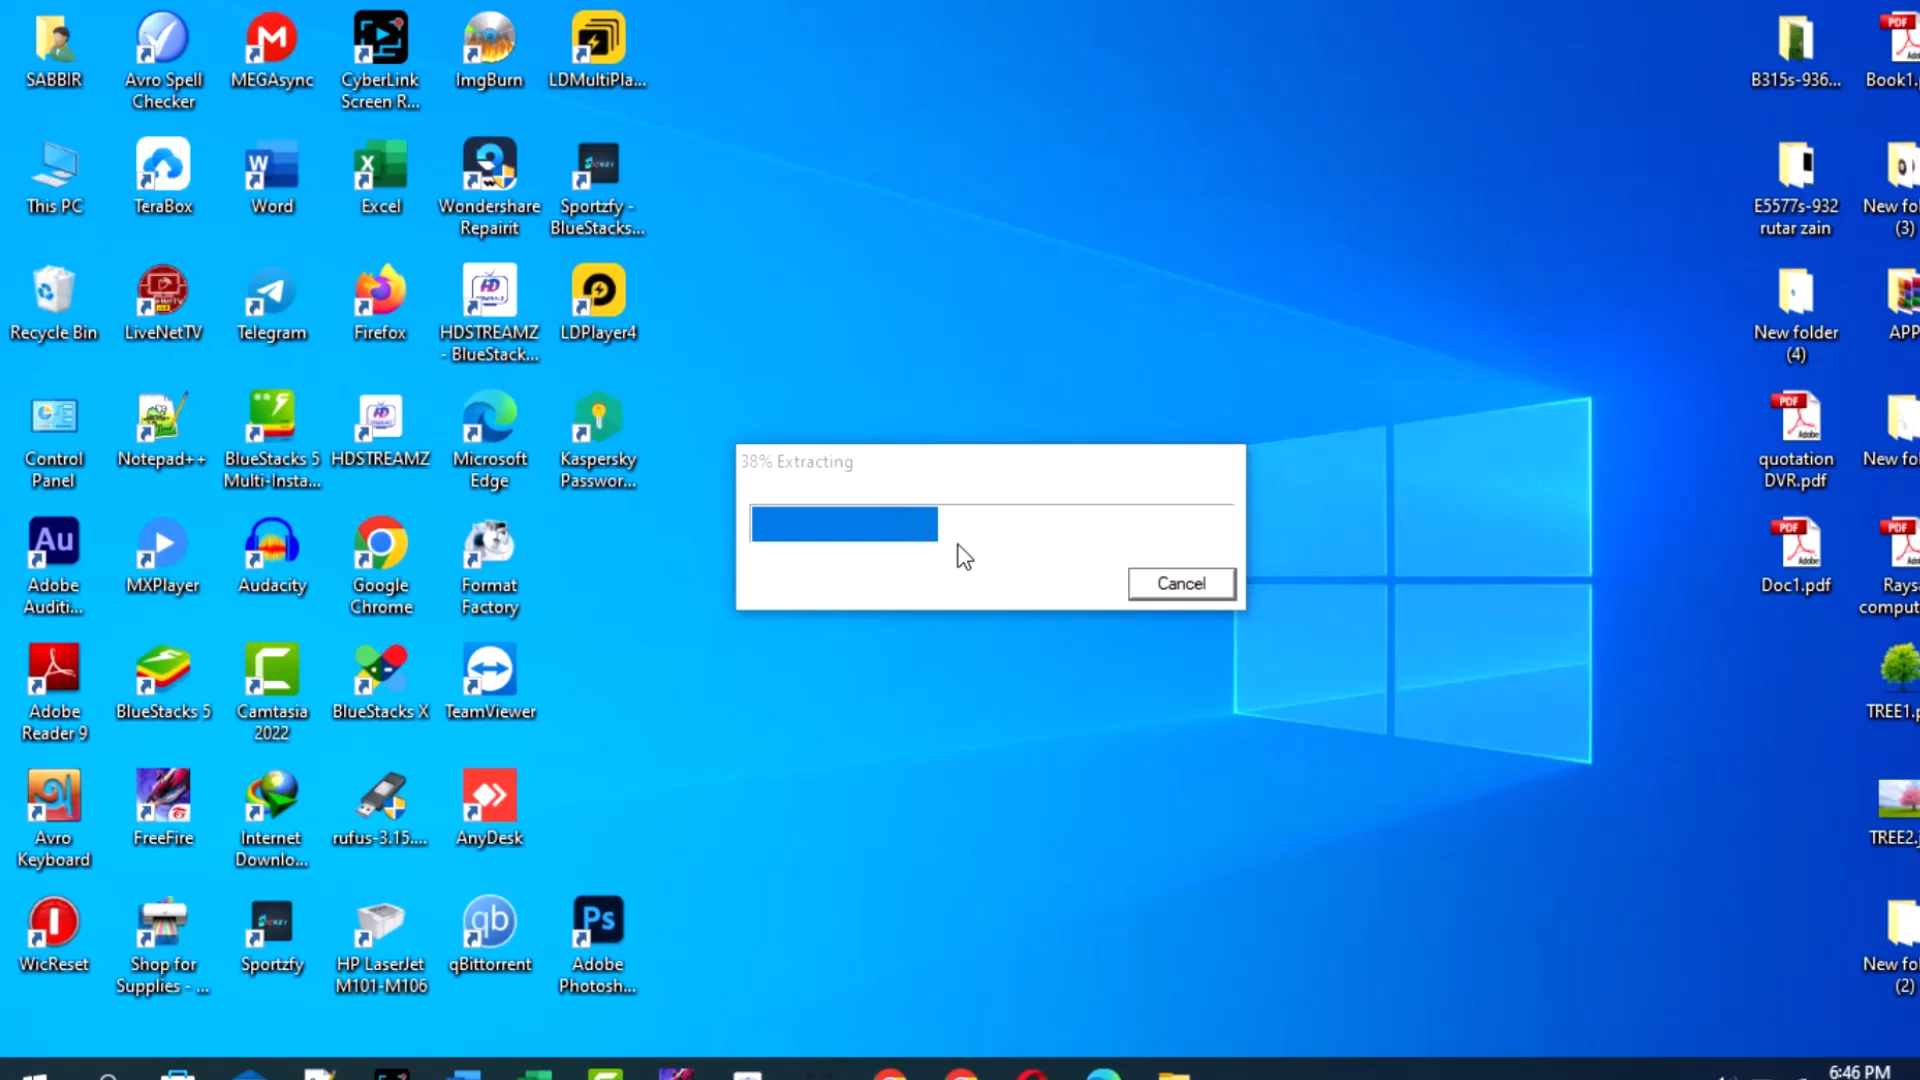 SABBIR
Avro Spell
Checker
MEGAsync
CyberLink
Screen R...
ImgBurn
LDMultiPla...
B315s-936...
Book1.p
This PC
TeraBox
Word
Excel
Wondershare
Repairit
Sportzfy -
BlueStacks...
E5577s-932
rutar zain
New fol
(3)
Recycle Bin
LiveNetTV
Telegram
Firefox
HDSTREAMZ
- BlueStack...
LDPlayer4
New folder
(4)
APP
Control
Panel
Notepad++
BlueStacks 5
Multi-Insta...
HDSTREAMZ
Microsoft
Edge
Kaspersky
Passwor...
38% Extracting
Cancel
quotation
DVR.pdf
New fol
Adobe
Auditi...
MXPlayer
Audacity
Google
Chrome
Format
Factory
Doc1.pdf
Raysa
comput
Adobe
Reader 9
BlueStacks 5
Camtasia
2022
BlueStacks X
TeamViewer
TREE1.p
Avro
Keyboard
FreeFire
Internet
Downlo...
rufus-3.15....
AnyDesk
TREE2.j
WicReset
Shop for
Supplies - ...
Sportzfy
HP LaserJet
M101-M106
qBittorrent
Adobe
Photosh...
New fol
(2)
6:46 PM